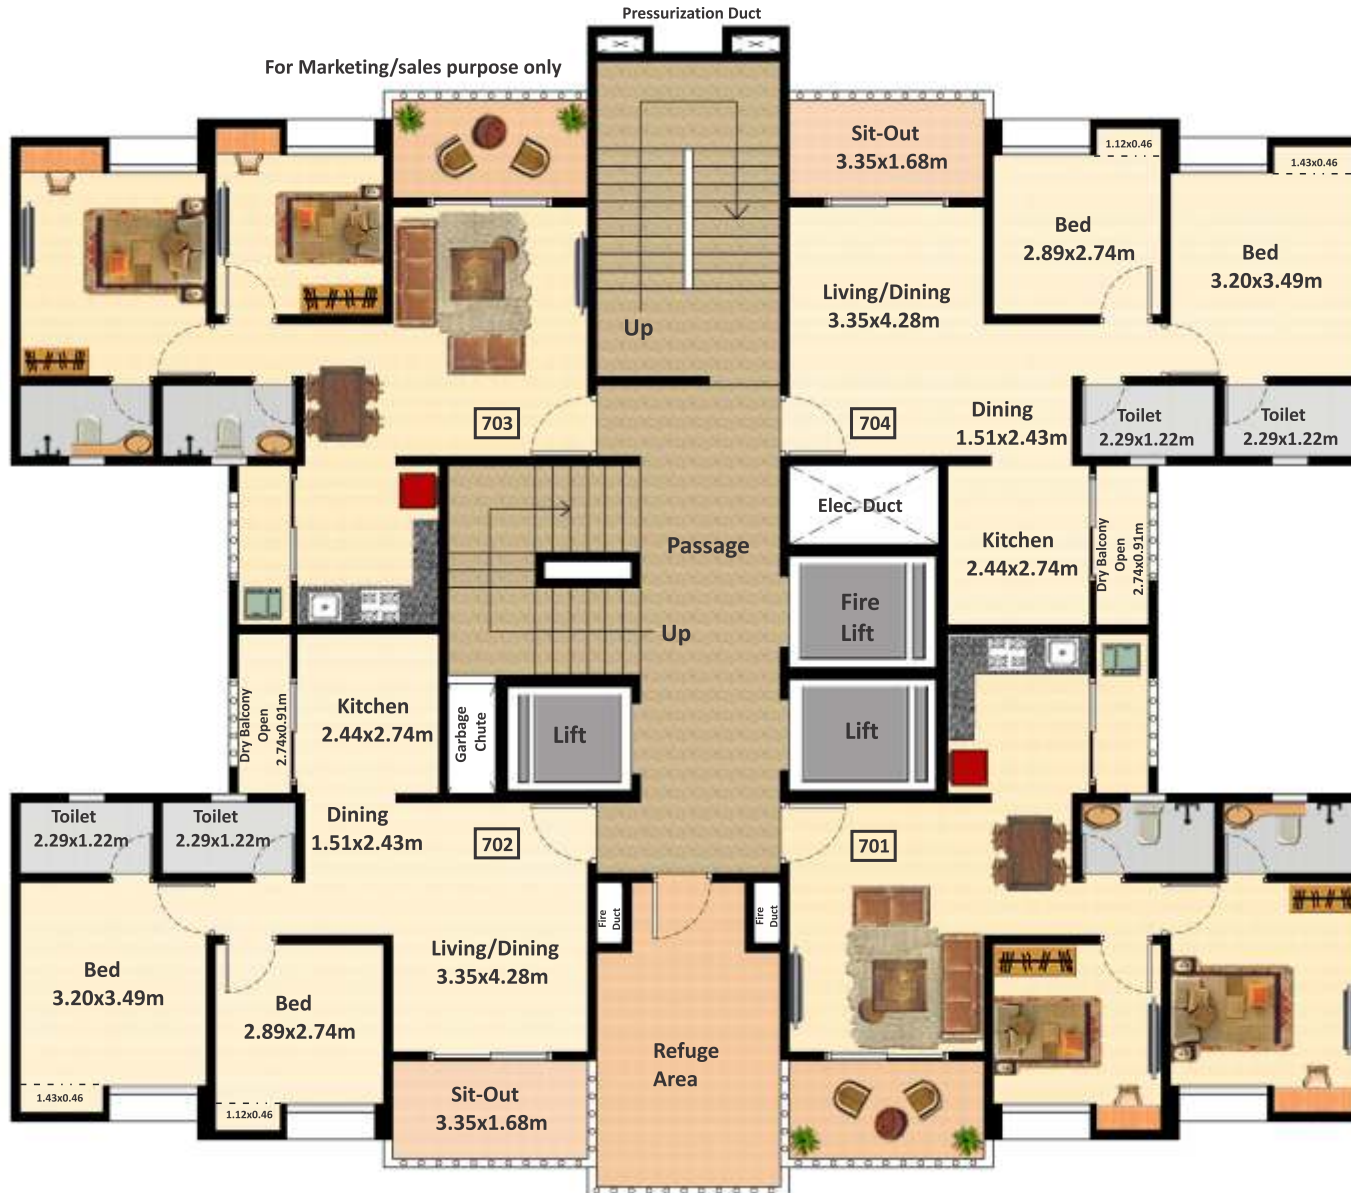 Pressurization Duct
For Marketing/sales purpose only
Sit-Out
3.35x1.68m
1.12x0.46
1.43x0.46
Bed
2.89x2.74m
Bed
3.20x3.49m
Living/Dining
3.35x4.28m
Up
703
704
Dining
1.51x2.43m
Toilet
2.29x1.22m
Toilet
2.29x1.22m
Elec. Duct
Passage
Kitchen
2.44x2.74m
Dry Balcony
Open
2.74x0.91m
Fire
Lift
Up
Dry Balcony
Open
2.74x0.91m
Kitchen
2.44x2.74m
Garbage
Chute
Lift
Lift
Toilet
2.29x1.22m
Toilet
2.29x1.22m
Dining
1.51x2.43m
702
701
Fire
Duct
Fire
Duct
Living/Dining
3.35x4.28m
Bed
3.20x3.49m
Bed
2.89x2.74m
Refuge
Area
1.43x0.46
1.12x0.46
Sit-Out
3.35x1.68m